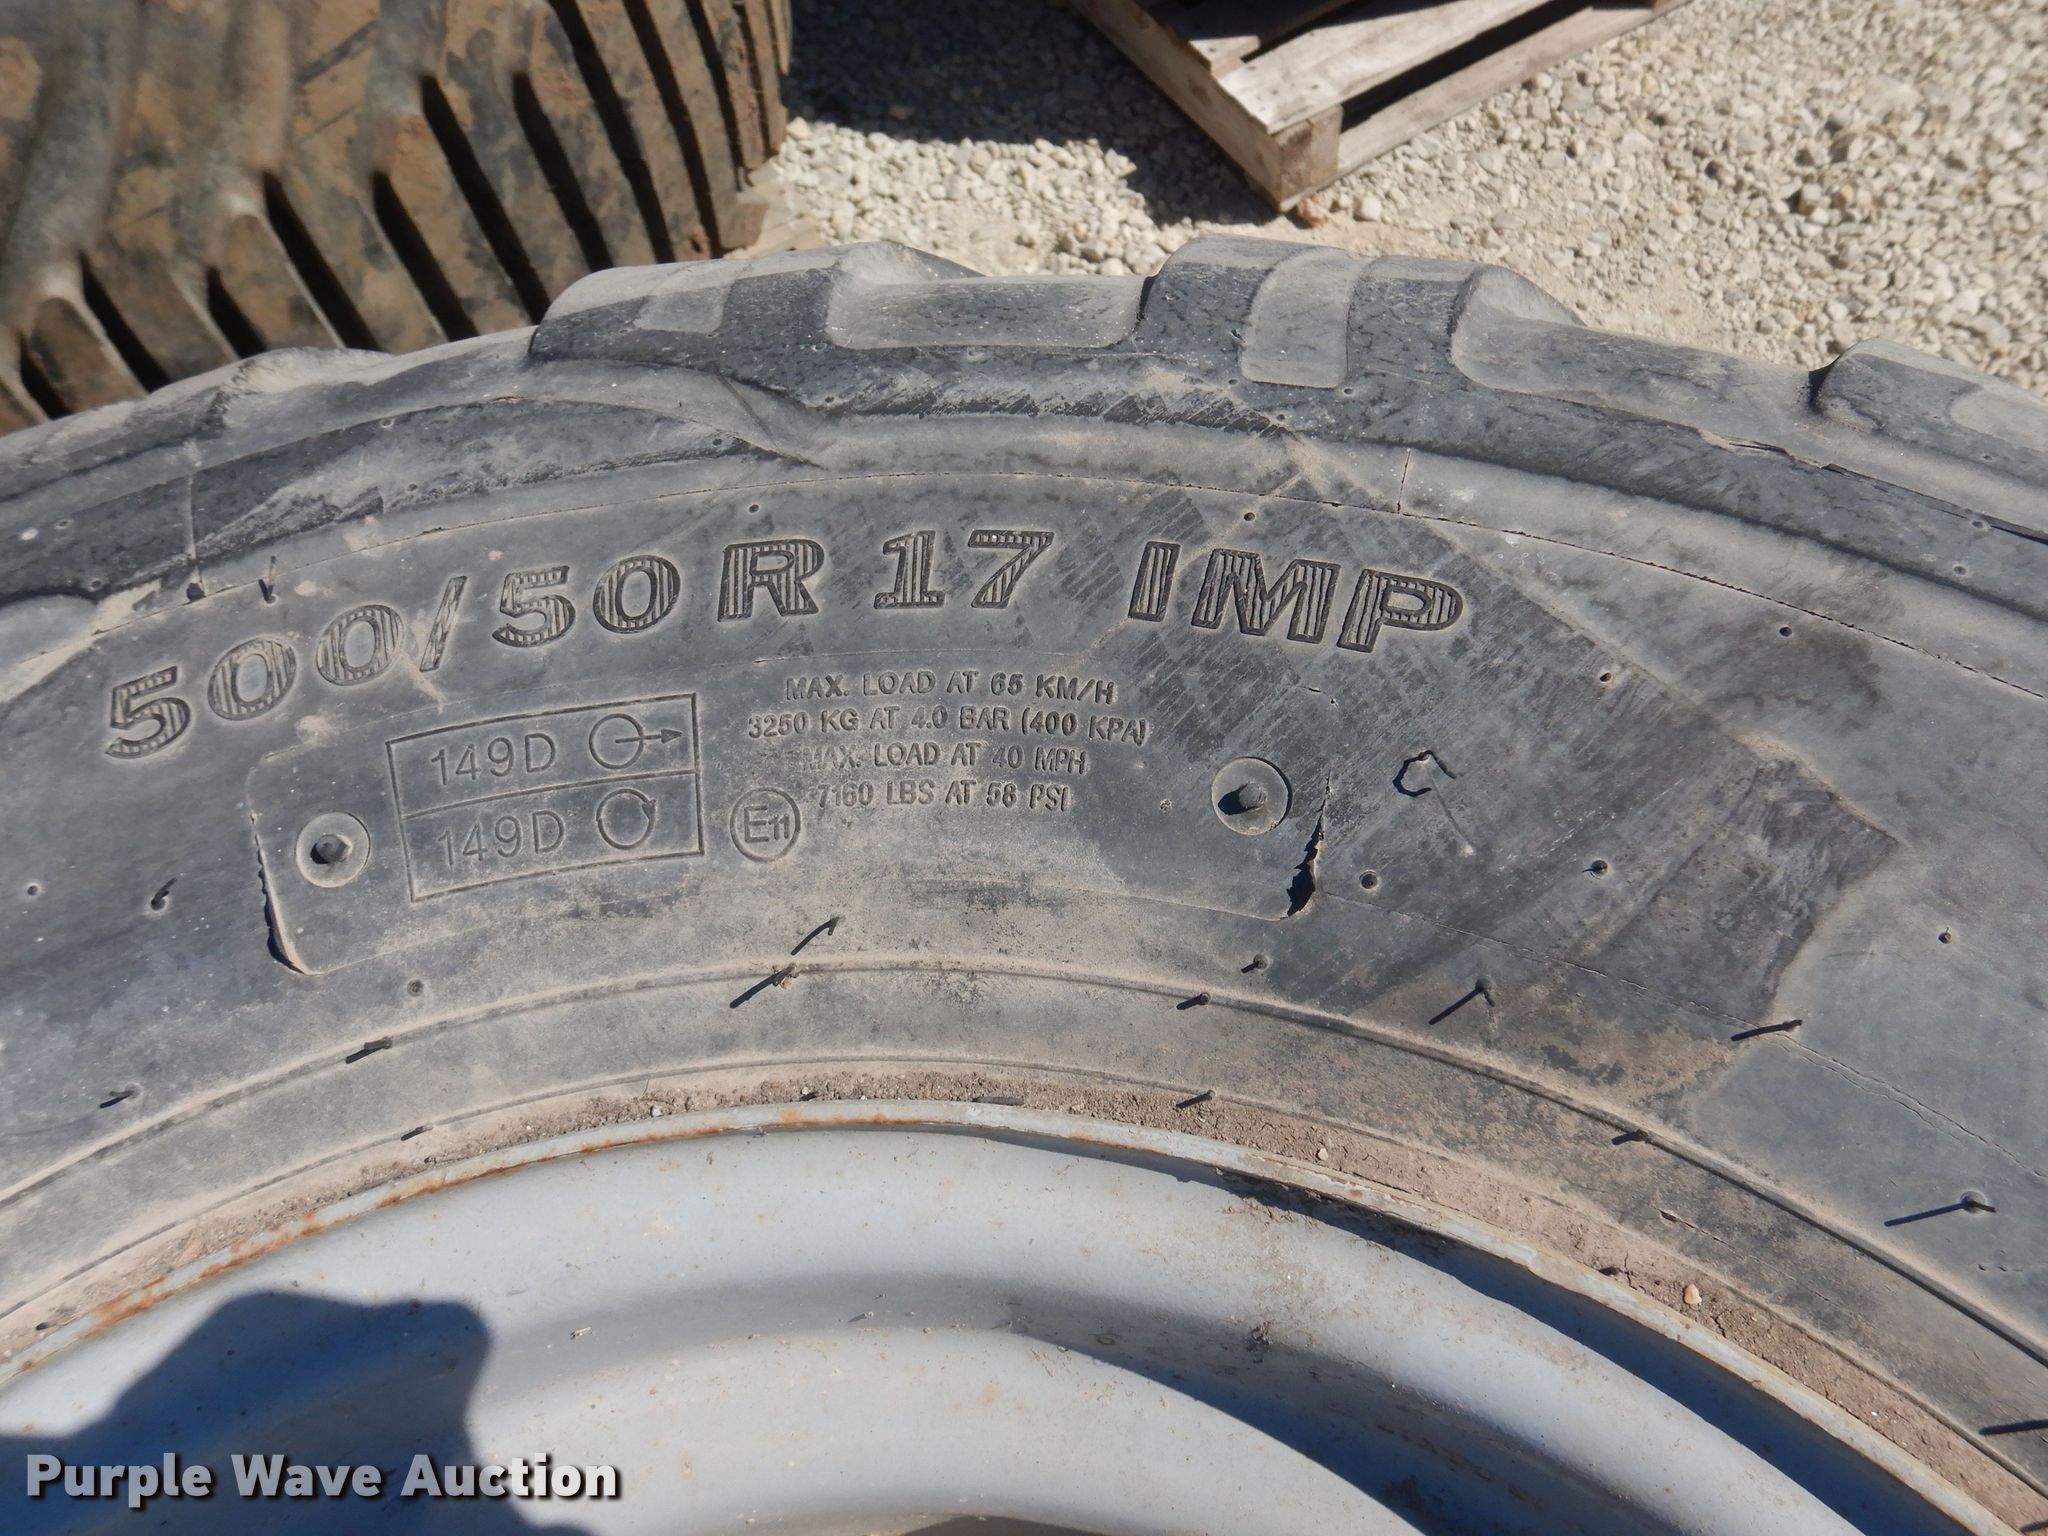 500/50 R 17 IMP
MAX. LOAD AT 65 KM/H
3250 KG AT 4.0 BAR (400 KPA)
MAX. LOAD AT 40 MPH
7160 LBS AT 58 PSI
149D
149D
E11
Purple Wave Auction